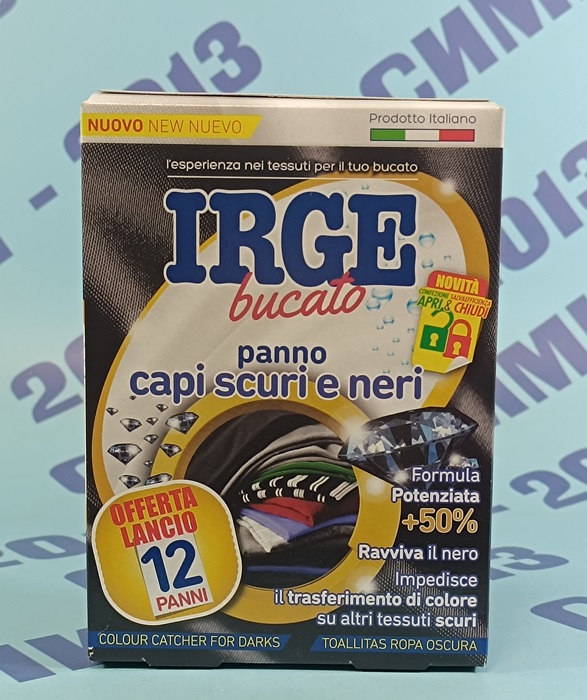 NUOVO NEW NUEVO
Prodotto Italiano
l'esperienza nei tessuti per il tuo bucato
IRGE
bucato
NOVITÀ
CONFEZIONE SALVAEFFICIENZA
APRI & CHIUDI
panno
capi scuri e neri
Formula
Potenziata
+50%
OFFERTA
LANCIO
12
PANNI
Ravviva il nero
Impedisce
il trasferimento di colore
su altri tessuti scuri
COLOUR CATCHER FOR DARKS
TOALLITAS ROPA OSCURA